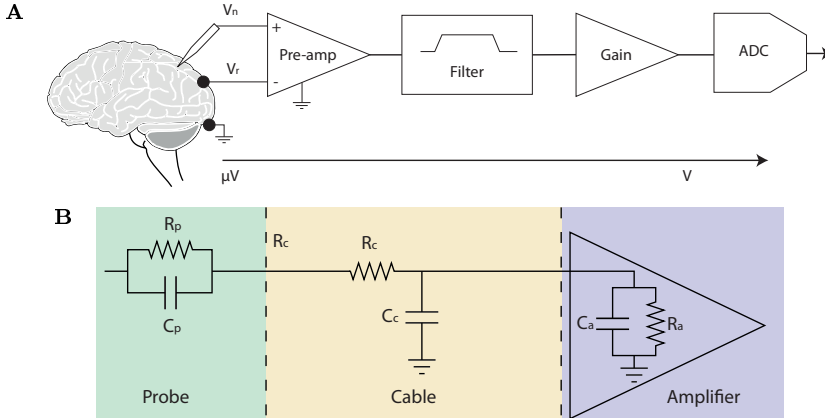 A
Vn
Vr
+
-
Pre-amp
Filter
Gain
ADC
μV
V
B
Rp
Cp
Rc
Rc
Cc
Ca
Ra
Probe
Cable
Amplifier